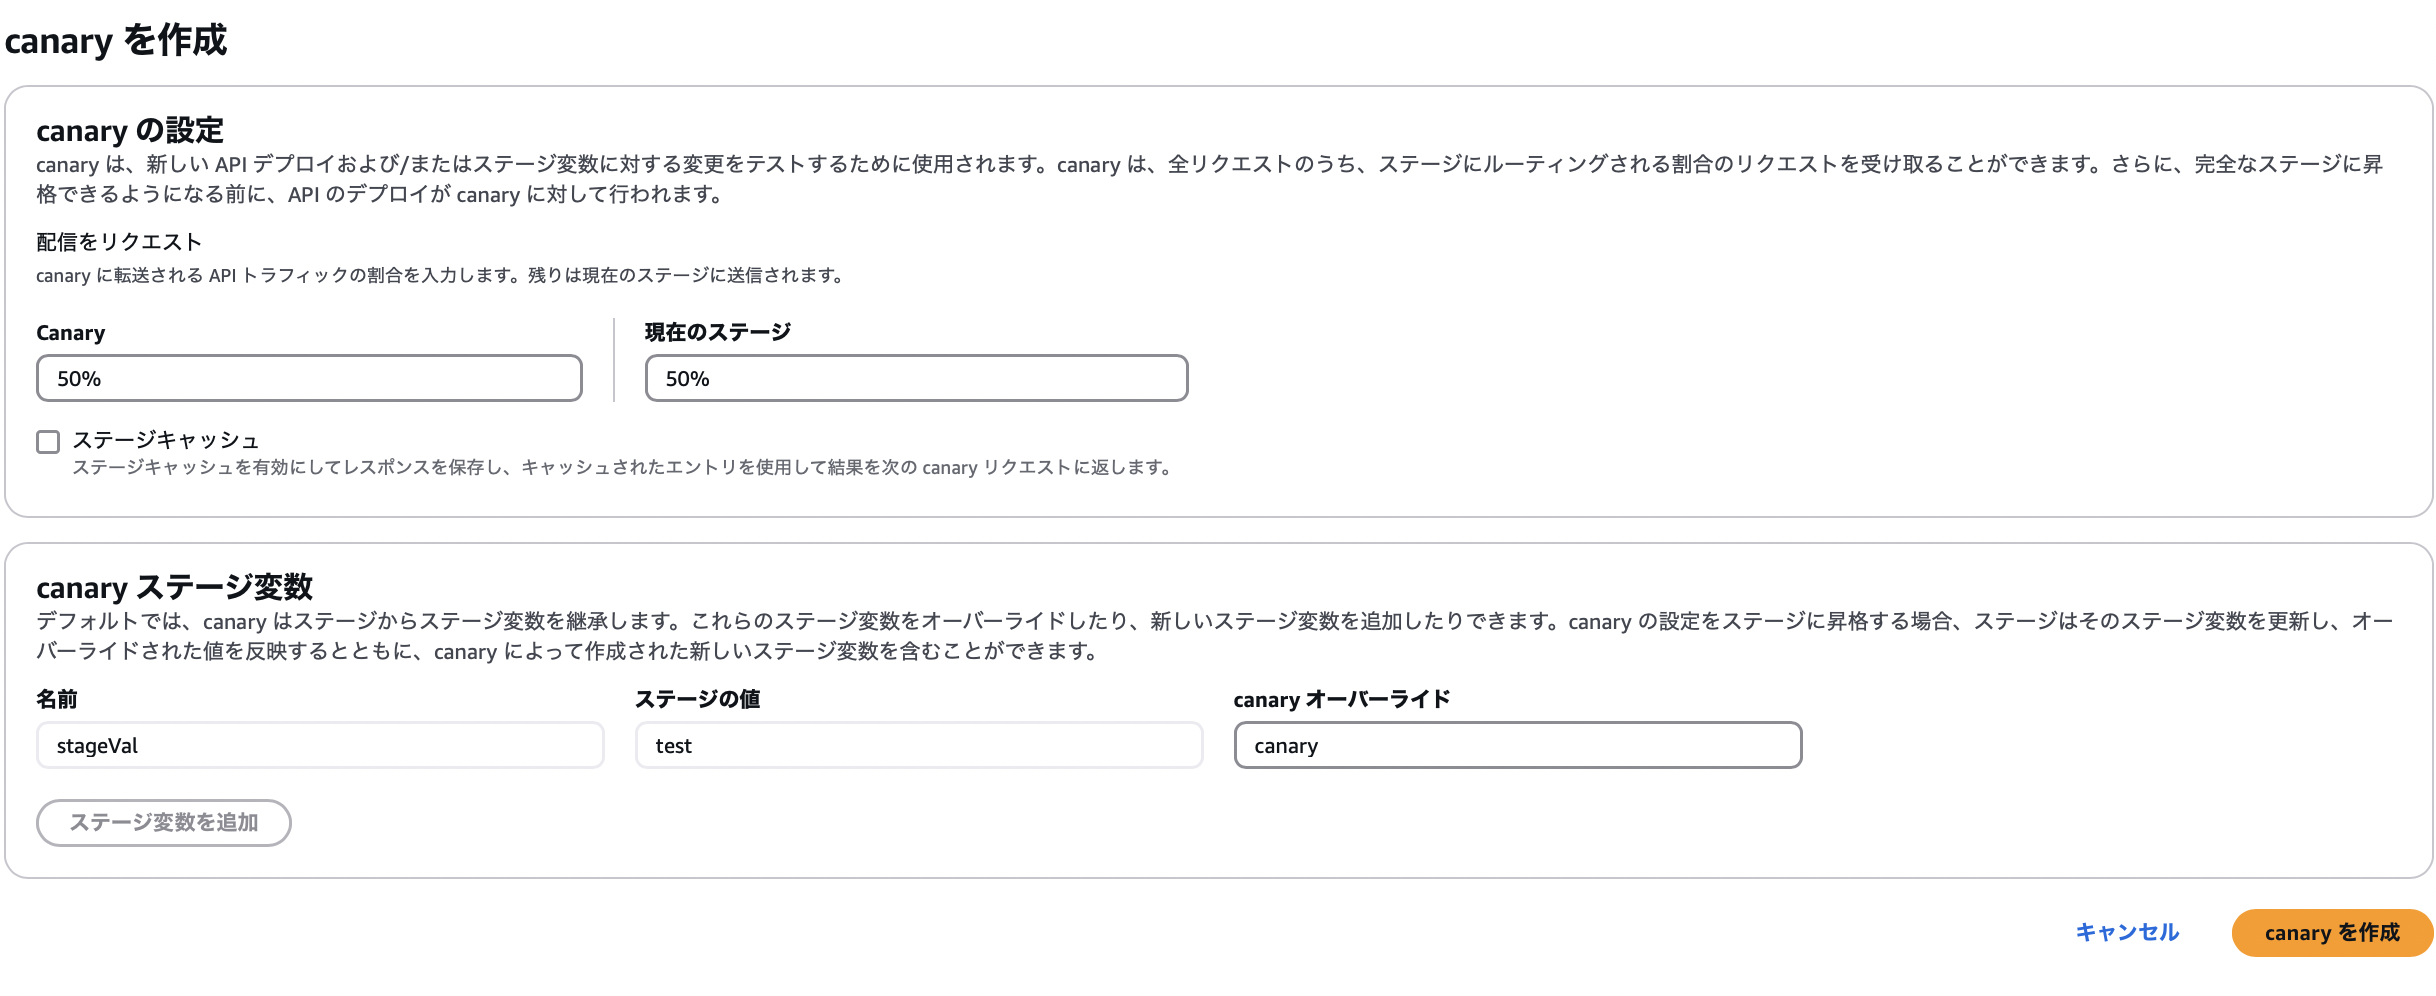 canary を作成
canary の設定
canary は、新しい API デプロイおよび/またはステージ変数に対する変更をテストするために使用されます。canary は、全リクエストのうち、ステージにルーティングされる割合のリクエストを受け取ることができます。さらに、完全なステージに昇
格できるようになる前に、API のデプロイが canary に対して行われます。
配信をリクエスト
canary に転送される API トラフィックの割合を入力します。残りは現在のステージに送信されます。
Canary 現在のステージ
50% 50%
ステージキャッシュ
ステージキャッシュを有効にしてレスポンスを保存し、キャッシュされたエントリを使用して結果を次の canary リクエストに返します。
canary ステージ変数
デフォルトでは、canary はステージからステージ変数を継承します。これらのステージ変数をオーバーライドしたり、新しいステージ変数を追加したりできます。canary の設定をステージに昇格する場合、ステージはそのステージ変数を更新し、オー
バーライドされた値を反映するとともに、canary によって作成された新しいステージ変数を含むことができます。
名前 ステージの値 canary オーバーライド
stageVal test canary
ステージ変数を追加
キャンセル canary を作成